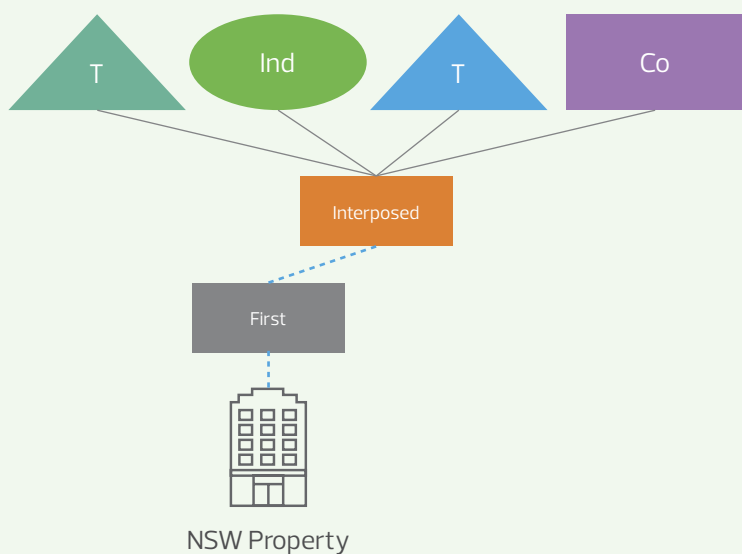 T
Ind
T
Co
Interposed
First
NSW Property